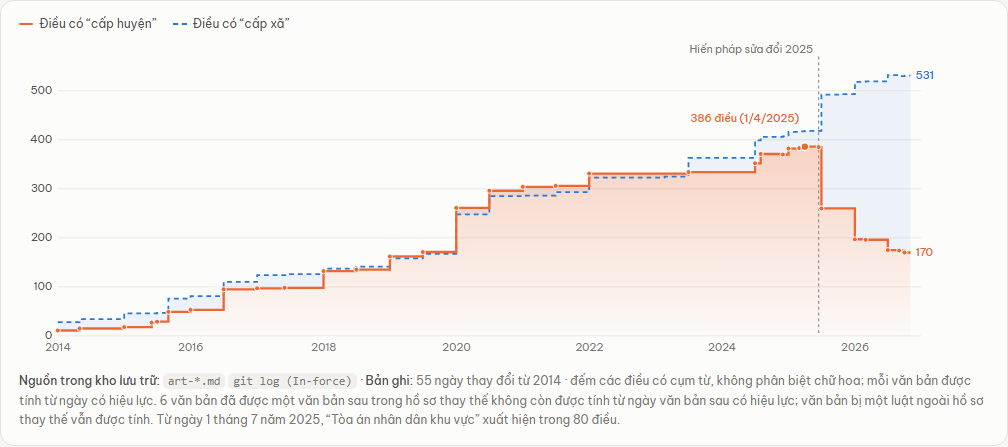 Điều có “cấp huyện” Điều có “cấp xã”
Hiến pháp sửa đổi 2025
531
500
386 điều (1/4/2025)
400
300
200
170
100
0
2014 2016 2018 2020 2022 2024 2026
Nguồn trong kho lưu trữ: art-*.md git log (In-force) · Bản ghi: 55 ngày thay đổi từ 2014 · đếm các điều có cụm từ, không phân biệt chữ hoa; mỗi văn bản được
tính từ ngày có hiệu lực. 6 văn bản đã được một văn bản sau trong hồ sơ thay thế không còn được tính từ ngày văn bản sau có hiệu lực; văn bản bị một luật ngoài hồ sơ
thay thế vẫn được tính. Từ ngày 1 tháng 7 năm 2025, “Tòa án nhân dân khu vực” xuất hiện trong 80 điều.